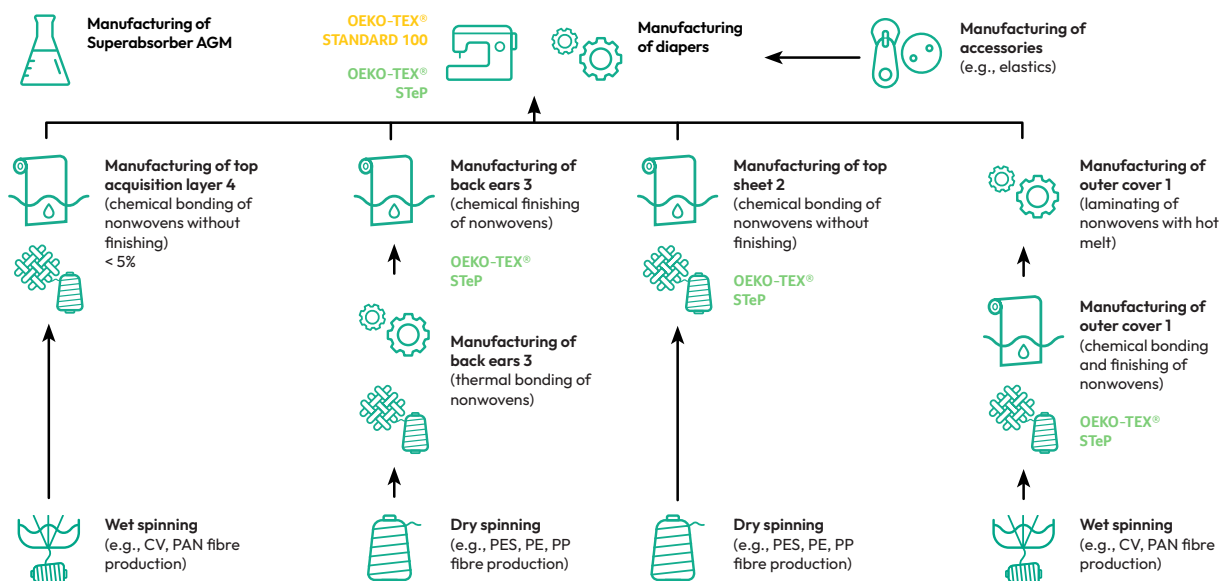 Manufacturing of
Superabsorber AGM
OEKO-TEX®
STANDARD 100
OEKO-TEX®
STeP
Manufacturing
of diapers
Manufacturing of
accessories
(e.g., elastics)
Manufacturing of top
acquisition layer 4
(chemical bonding of
nonwovens without
finishing)
< 5%
Manufacturing of
back ears 3
(chemical finishing
of nonwovens)
OEKO-TEX®
STeP
Manufacturing of
back ears 3
(thermal bonding of
nonwovens)
Manufacturing of top
sheet 2
(chemical bonding of
nonwovens without
finishing)
OEKO-TEX®
STeP
Manufacturing of
outer cover 1
(laminating of
nonwovens with hot
melt)
Manufacturing of
outer cover 1
(chemical bonding
and finishing of
nonwovens)
OEKO-TEX®
STeP
Wet spinning
(e.g., CV, PAN fibre
production)
Dry spinning
(e.g., PES, PE, PP
fibre production)
Dry spinning
(e.g., PES, PE, PP
fibre production)
Wet spinning
(e.g., CV, PAN fibre
production)